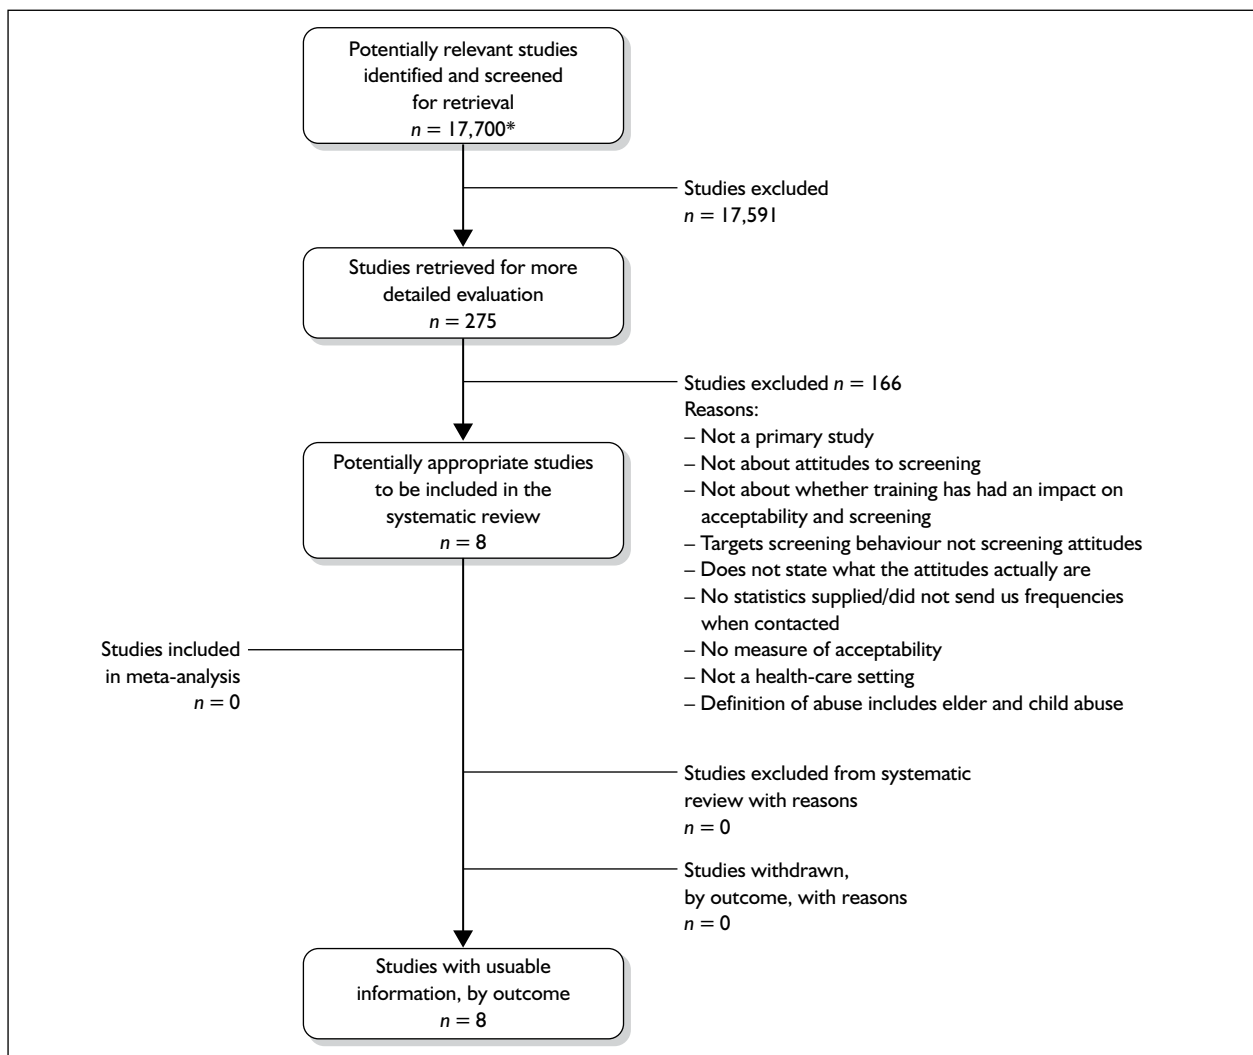 Potentially relevant studies
identified and screened
for retrieval
n = 17,700*
Studies excluded
n = 17,591
Studies retrieved for more
detailed evaluation
n = 275
Studies excluded n = 166
Reasons:
– Not a primary study
– Not about attitudes to screening
– Not about whether training has had an impact on
acceptability and screening
– Targets screening behaviour not screening attitudes
– Does not state what the attitudes actually are
– No statistics supplied/did not send us frequencies
when contacted
– No measure of acceptability
– Not a health-care setting
– Definition of abuse includes elder and child abuse
Potentially appropriate studies
to be included in the
systematic review
n = 8
Studies included
in meta-analysis
n = 0
Studies excluded from systematic
review with reasons
n = 0
Studies withdrawn,
by outcome, with reasons
n = 0
Studies with usuable
information, by outcome
n = 8